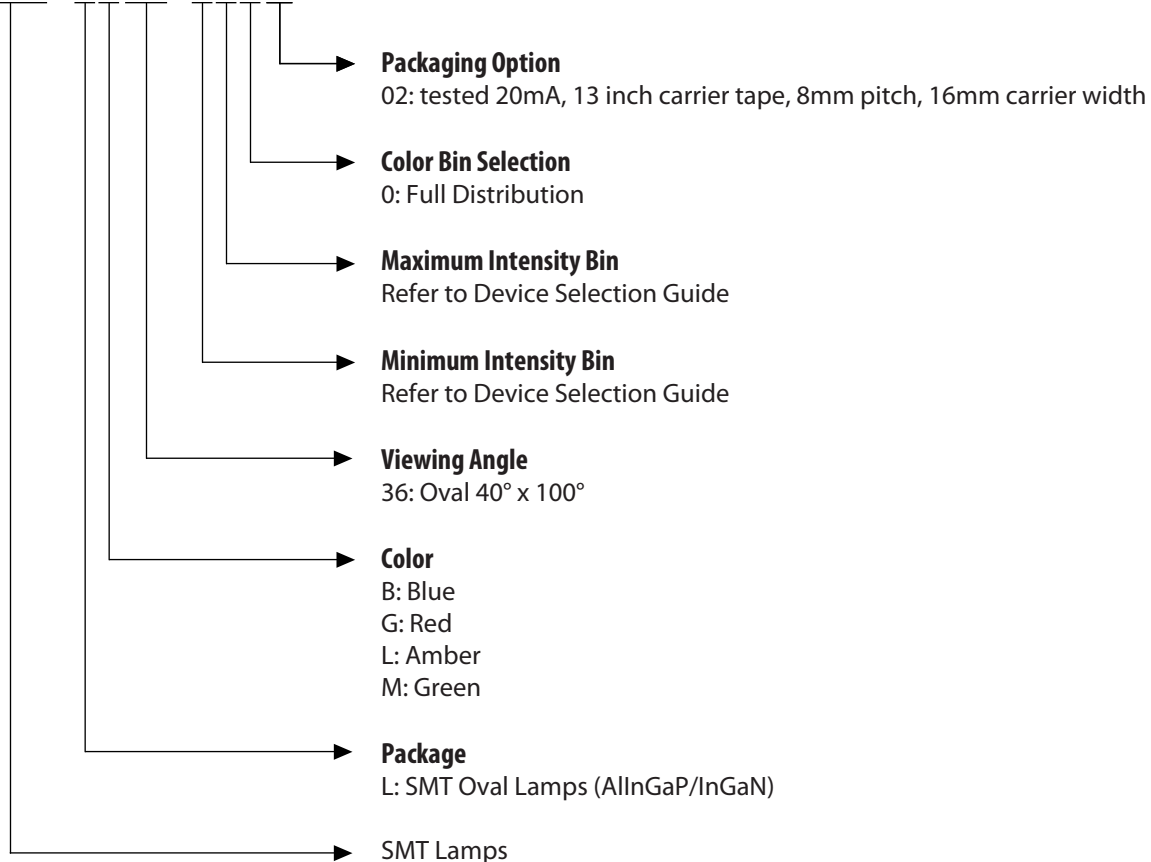 Packaging Option
02: tested 20mA, 13 inch carrier tape, 8mm pitch, 16mm carrier width
Color Bin Selection
0: Full Distribution
Maximum Intensity Bin
Refer to Device Selection Guide
Minimum Intensity Bin
Refer to Device Selection Guide
Viewing Angle
36: Oval 40° x 100°
Color
B: Blue
G: Red
L: Amber
M: Green
Package
L: SMT Oval Lamps (AlInGaP/InGaN)
SMT Lamps